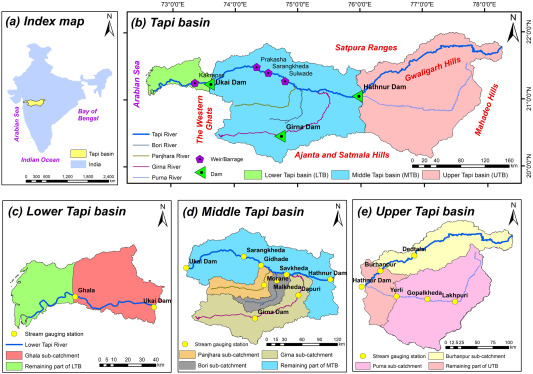 (a) Index map
N
Arabian Sea
Bay of
Bengal
Indian Ocean
Tapi basin
India
0 300 600 1,200 1,800 2,400
km
(b) Tapi basin
73°0'0"E 74°0'0"E 75°0'0"E 76°0'0"E 77°0'0"E 78°0'0"E
22°0'0"N
21°0'0"N
20°0'0"N
N
Arabian Sea
Satpura Ranges
Gwaligarh Hills
Mahadeo Hills
The Western
Ghats
Ajanta and Satmala Hills
Kakrapar
Ukai Dam
Prakasha
Sarangkheda
Sulwade
Hathnur Dam
Girna Dam
Tapi River
Bori River
Panjhara River
Girna River
Purna River
Weir/Barrage
Dam
0 20 40 80 120 160
km
Lower Tapi basin (LTB)
Middle Tapi basin (MTB)
Upper Tapi basin (UTB)
(c) Lower Tapi basin
N
Ghala
Ukai Dam
Stream gauging station
Lower Tapi River
Ghala sub-catchment
Remaining part of LTB
0 5 10 20 30 40
km
(d) Middle Tapi basin
N
Ukai Dam
Sarangkheda
Gidhade
Savkheda
Hathnur Dam
Morane
Malkheda
Dapuri
Girna Dam
Stream gauging station
0 15 30 60 90 120
km
Panjhara sub-catchment
Girna sub-catchment
Bori sub-catchment
Remaining part of MTB
(e) Upper Tapi basin
N
Dedtalai
Burhanpur
Hathnur Dam
Yerli
Gopalkheda
Lakhpuri
Stream gauging station
0 12.5 25 50 75 100
km
Burhanpur sub-catchment
Purna sub-catchment
Remaining part of UTB